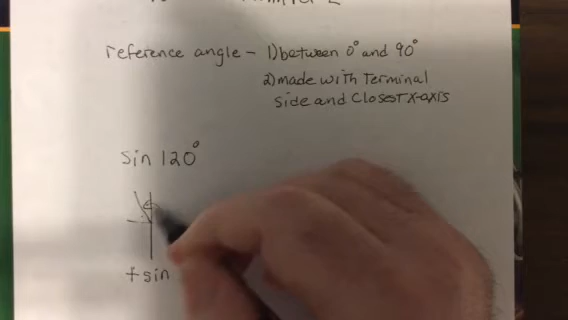 reference angle - 1) between 0° and 90°
2) made with terminal
side and closest x-axis
sin 120°
+ sin